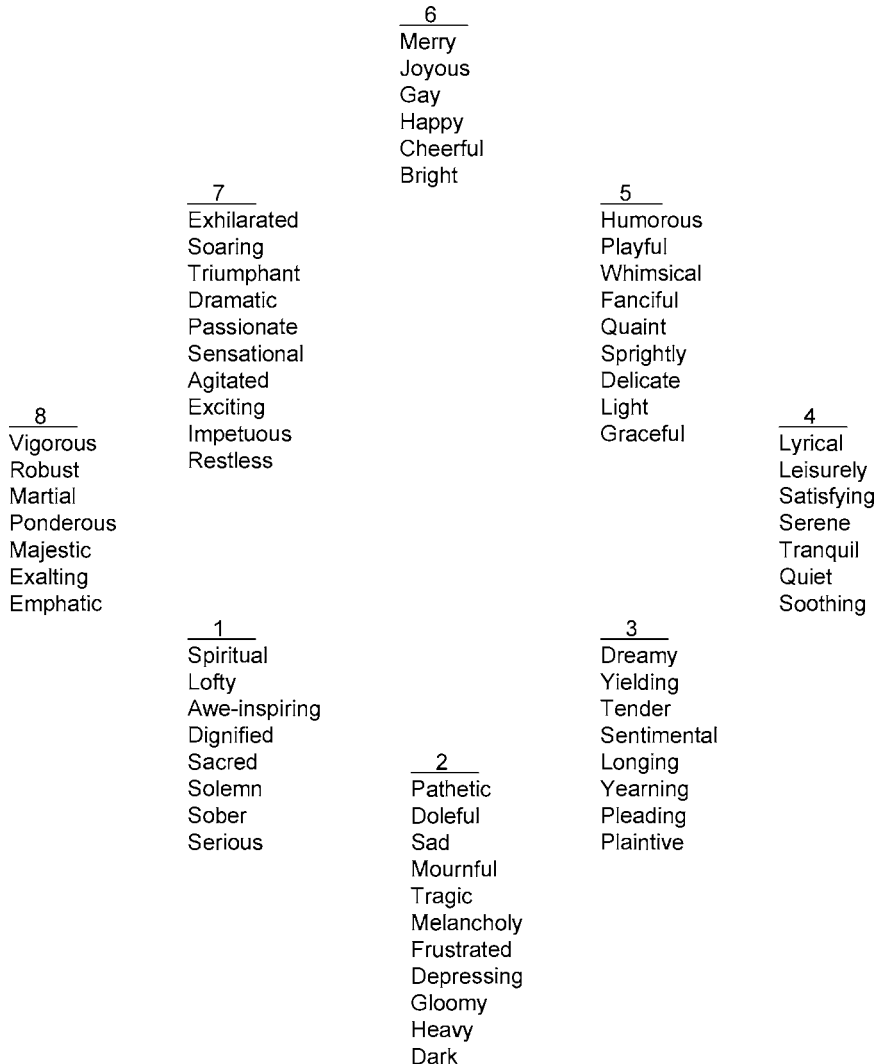 6
Merry
Joyous
Gay
Happy
Cheerful
Bright
7
Exhilarated
Soaring
Triumphant
Dramatic
Passionate
Sensational
Agitated
Exciting
Impetuous
Restless
5
Humorous
Playful
Whimsical
Fanciful
Quaint
Sprightly
Delicate
Light
Graceful
8
Vigorous
Robust
Martial
Ponderous
Majestic
Exalting
Emphatic
4
Lyrical
Leisurely
Satisfying
Serene
Tranquil
Quiet
Soothing
1
Spiritual
Lofty
Awe-inspiring
Dignified
Sacred
Solemn
Sober
Serious
3
Dreamy
Yielding
Tender
Sentimental
Longing
Yearning
Pleading
Plaintive
2
Pathetic
Doleful
Sad
Mournful
Tragic
Melancholy
Frustrated
Depressing
Gloomy
Heavy
Dark